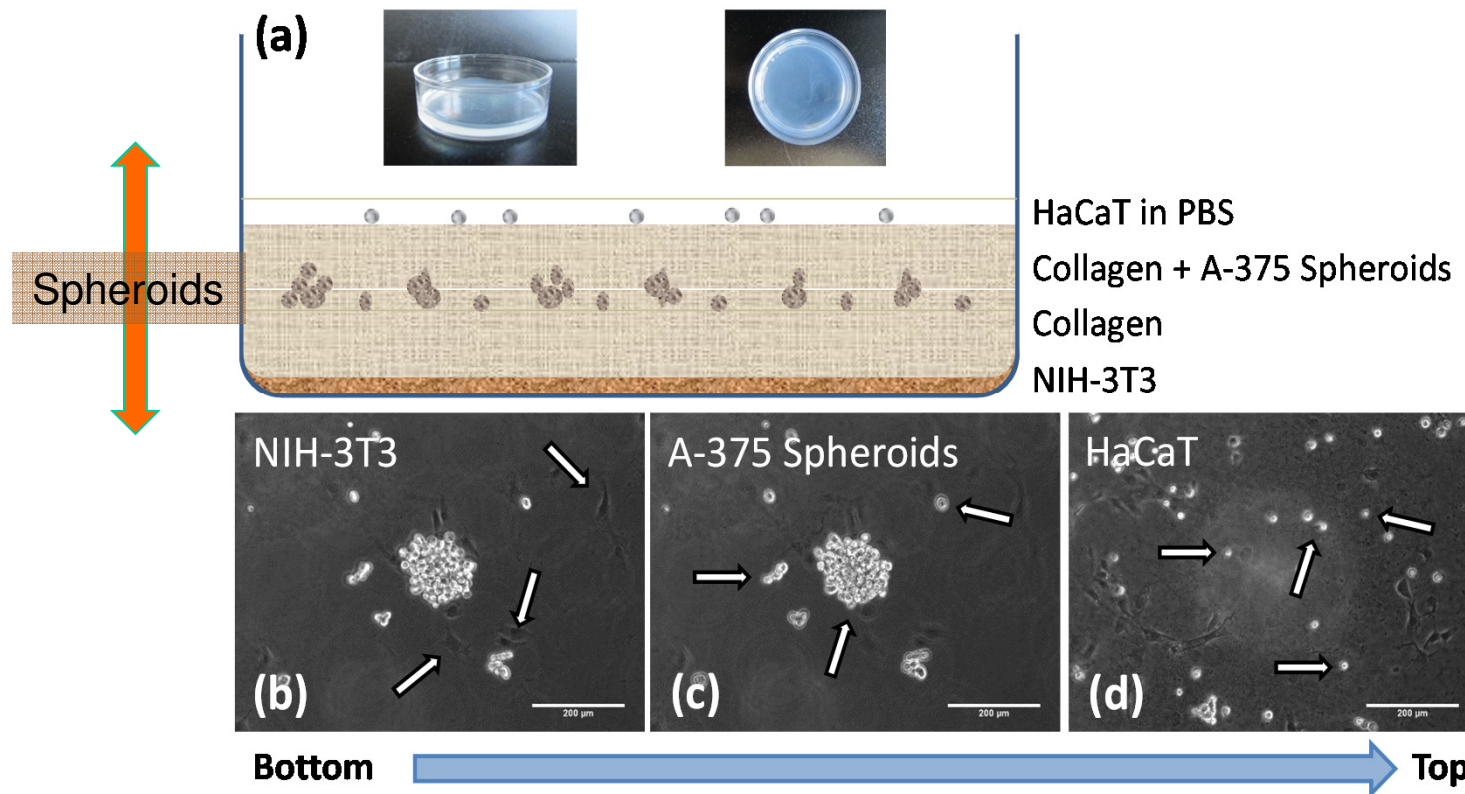 (a)
HaCaT in PBS
Collagen + A-375 Spheroids
Spheroids
Collagen
NIH-3T3
NIH-3T3
A-375 Spheroids
HaCaT
(b)
200 µm
(c)
200 µm
(d)
200 µm
Bottom
Top